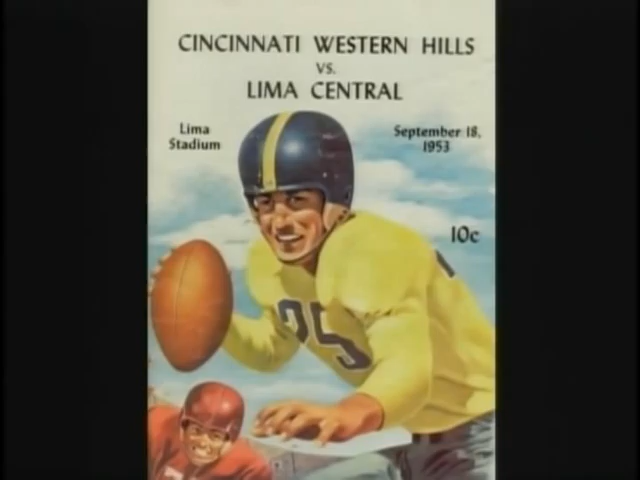 CINCINNATI WESTERN HILLS
VS.
LIMA CENTRAL
Lima
Stadium
September 18,
1953
10c
25